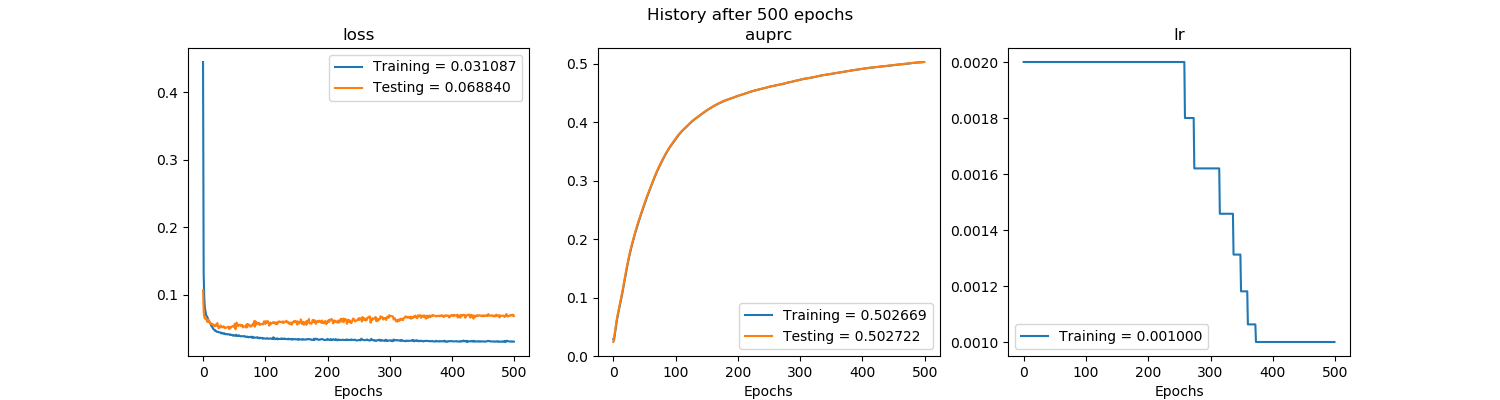 History after 500 epochs
loss
Training = 0.031087
Testing = 0.068840
0.4
0.3
0.2
0.1
0 100 200 300 400 500
Epochs
auprc
0.5
0.4
0.3
0.2
0.1
0.0
Training = 0.502669
Testing = 0.502722
0 100 200 300 400 500
Epochs
lr
0.0020
0.0018
0.0016
0.0014
0.0012
0.0010
Training = 0.001000
0 100 200 300 400 500
Epochs